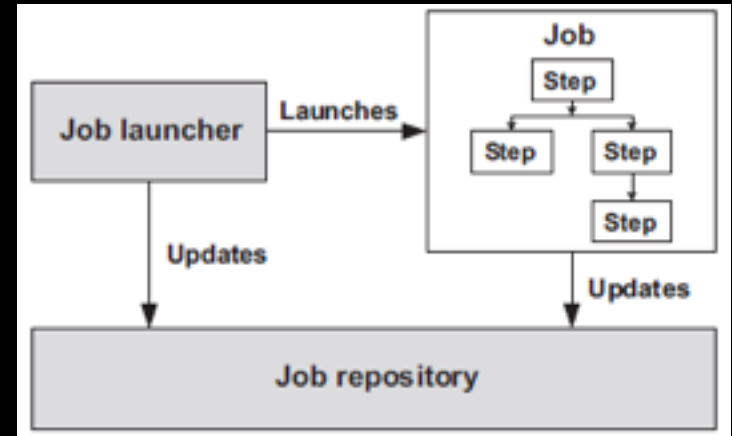 Job
Step
Job launcher
Launches
Step
Step
Step
Updates
Updates
Job repository